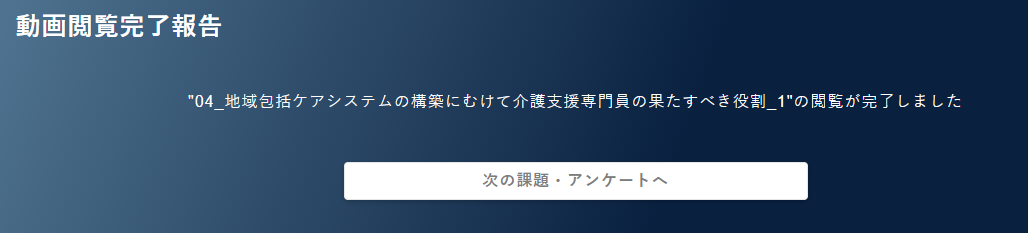 動画閲覧完了報告
"04_地域包括ケアシステムの構築にむけて介護支援専門員の果たすべき役割_1"の閲覧が完了しました
次の課題・アンケートへ